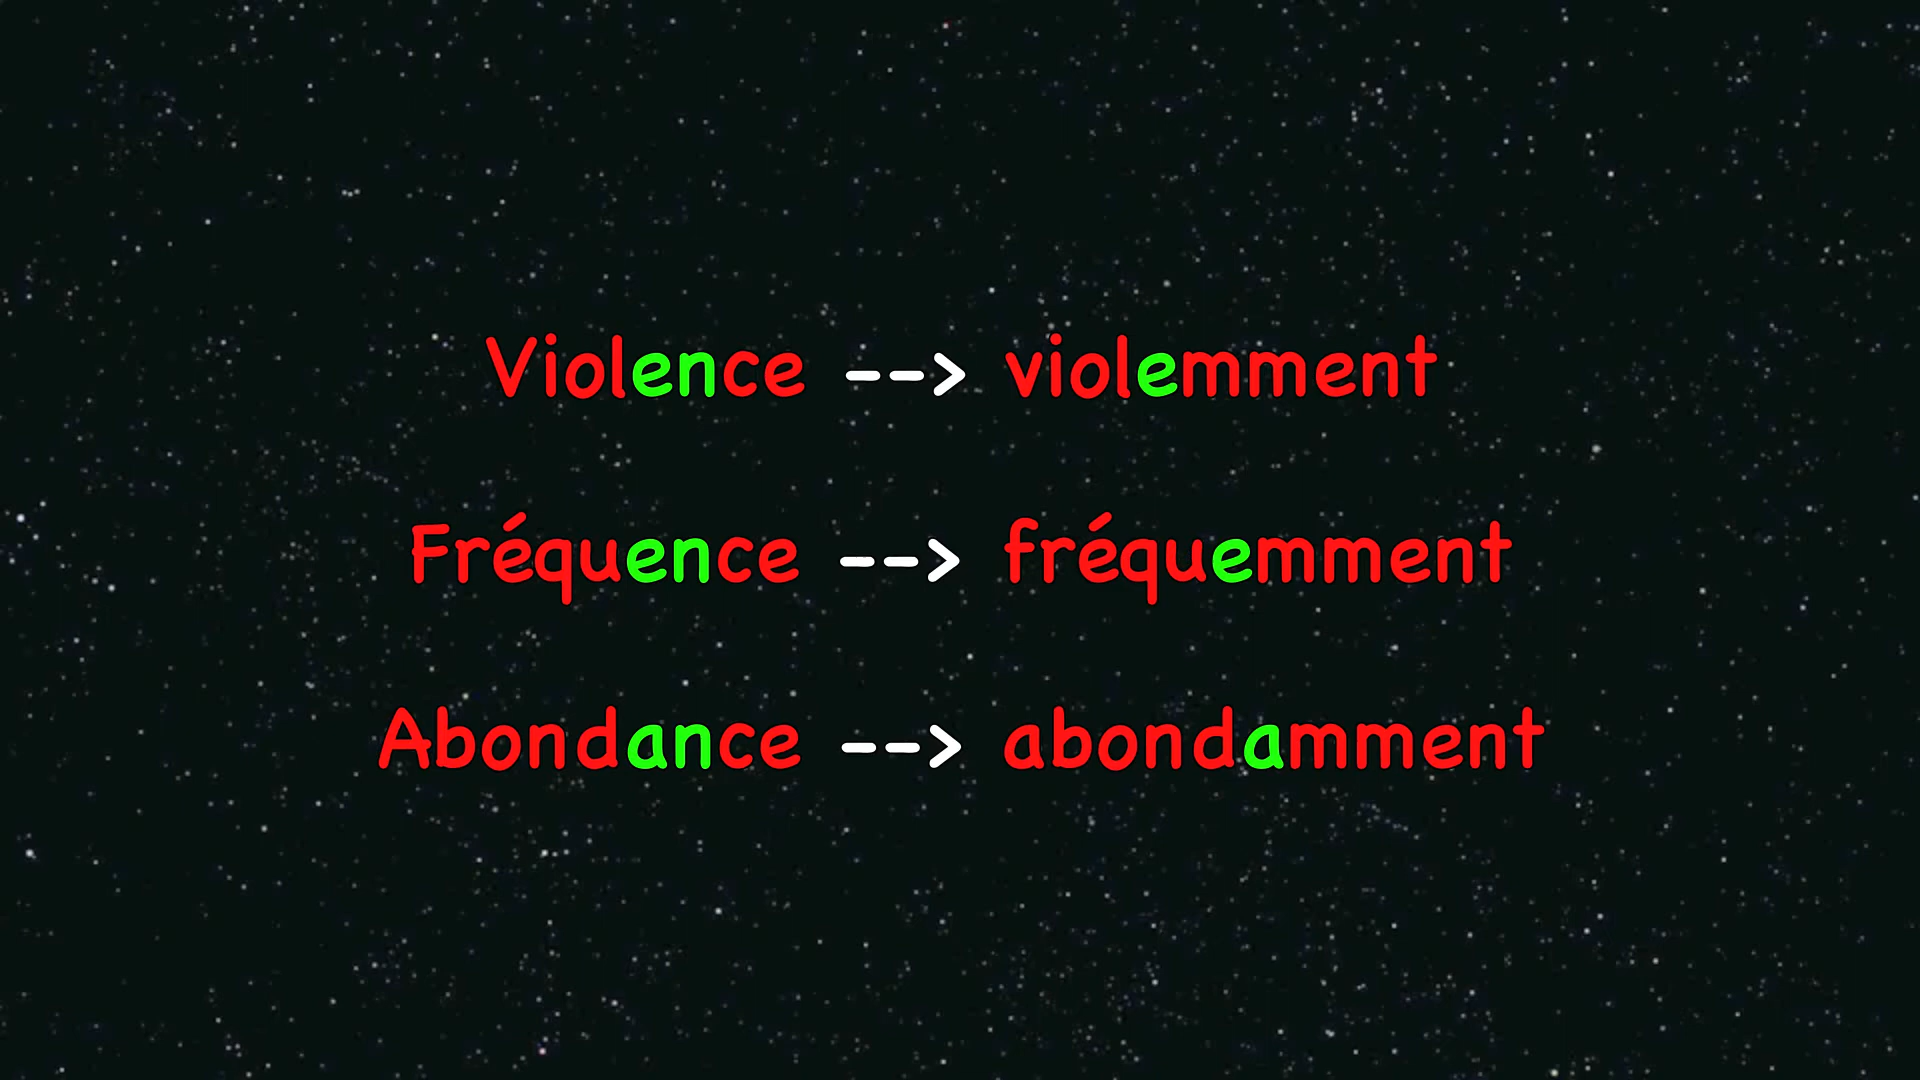 Violence --> violemment
Fréquence --> fréquemment
Abondance --> abondamment